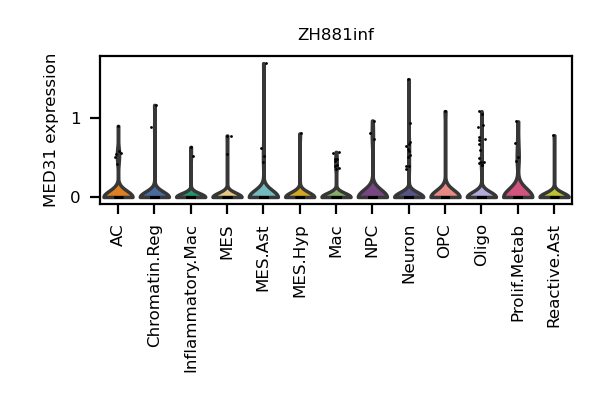 ZH881inf
MED31 expression
1
0
AC
Chromatin.Reg
Inflammatory.Mac
MES
MES.Ast
MES.Hyp
Mac
NPC
Neuron
OPC
Oligo
Prolif.Metab
Reactive.Ast